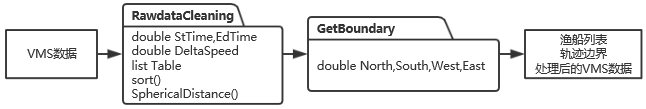 VMS数据
RawdataCleaning
double StTime,EdTime
double DeltaSpeed
list Table
sort()
SphericalDistance()
GetBoundary
double North,South,West,East
渔船列表
轨迹边界
处理后的VMS数据